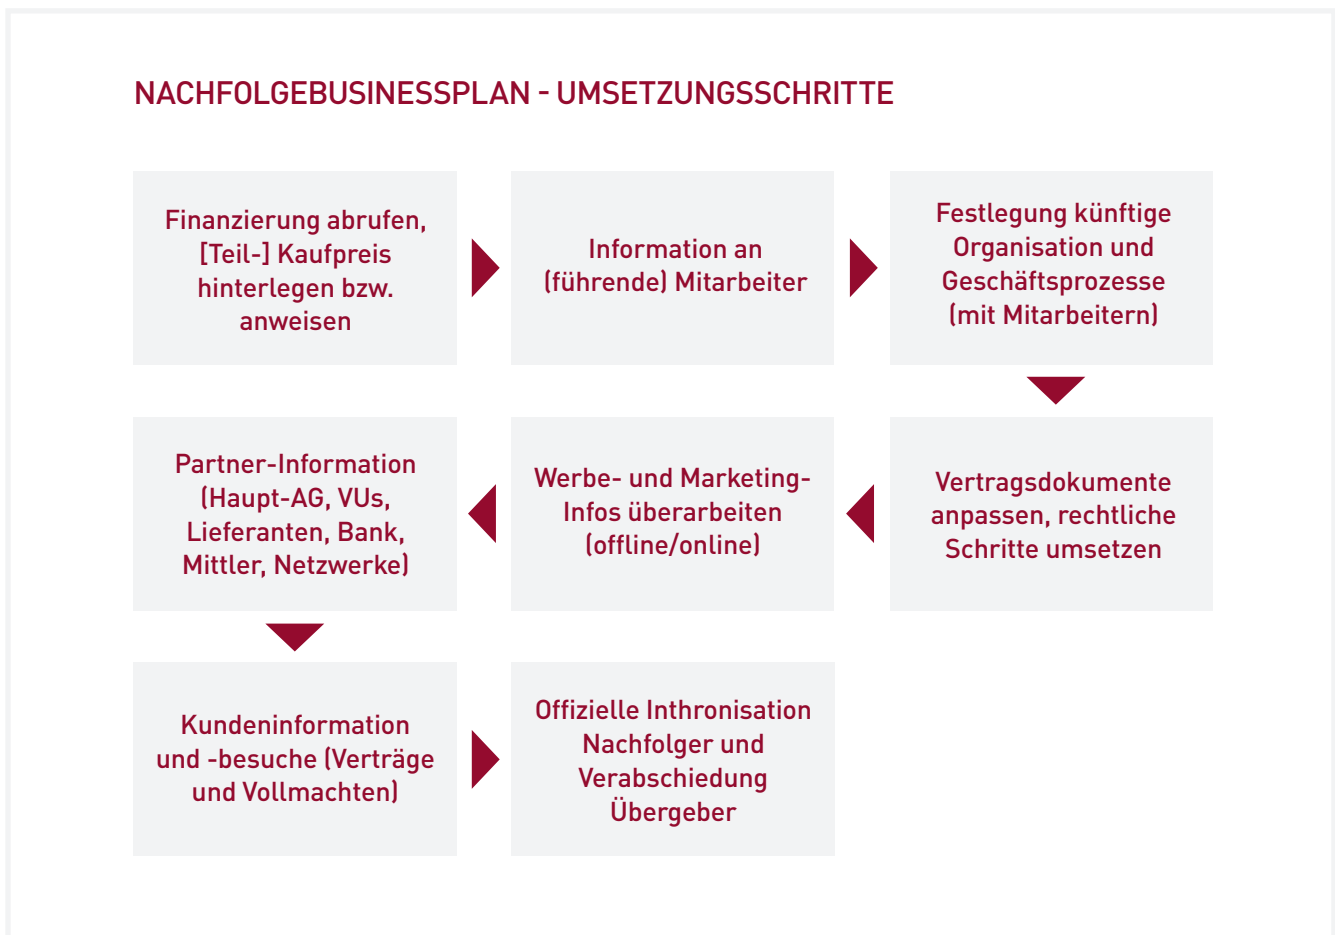 NACHFOLGEBUSINESSPLAN - UMSETZUNGSSCHRITTE
Finanzierung abrufen,
[Teil-] Kaufpreis
hinterlegen bzw.
anweisen
Information an
(führende) Mitarbeiter
Festlegung künftige
Organisation und
Geschäftsprozesse
(mit Mitarbeitern)
Vertragsdokumente
anpassen, rechtliche
Schritte umsetzen
Werbe- und Marketing-
Infos überarbeiten
(offline/online)
Partner-Information
(Haupt-AG, VUs,
Lieferanten, Bank,
Mittler, Netzwerke)
Kundeninformation
und -besuche (Verträge
und Vollmachten)
Offizielle Inthronisation
Nachfolger und
Verabschiedung
Übergeber